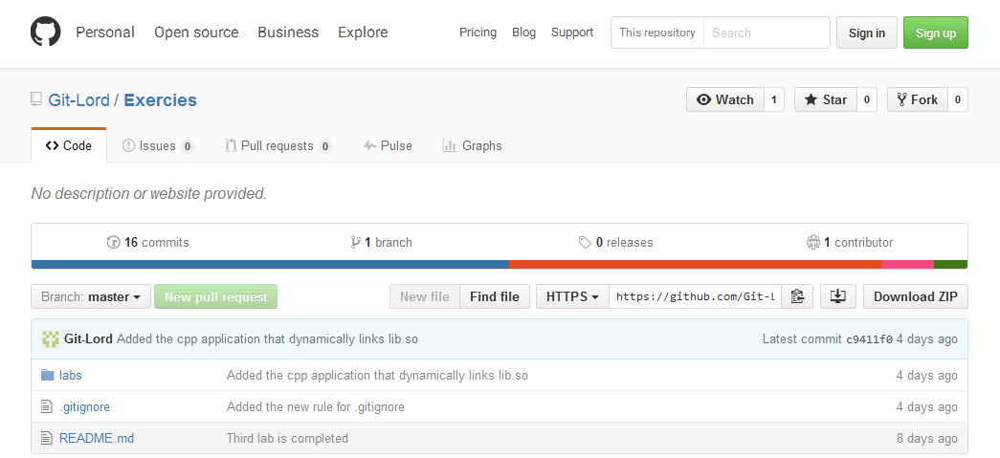 Personal Open source Business Explore Pricing Blog Support This repository Search Sign in Sign up
Git-Lord / Exercies Watch 1 Star 0 Fork 0
Code Issues 0 Pull requests 0 Pulse Graphs
No description or website provided.
16 commits 1 branch 0 releases 1 contributor
Branch: master New pull request New file Find file HTTPS https://github.com/Git-L Download ZIP
Git-Lord Added the cpp application that dynamically links lib.so Latest commit c9411f0 4 days ago
labs Added the cpp application that dynamically links lib.so 4 days ago
.gitignore Added the new rule for .gitignore 4 days ago
README.md Third lab is completed 8 days ago